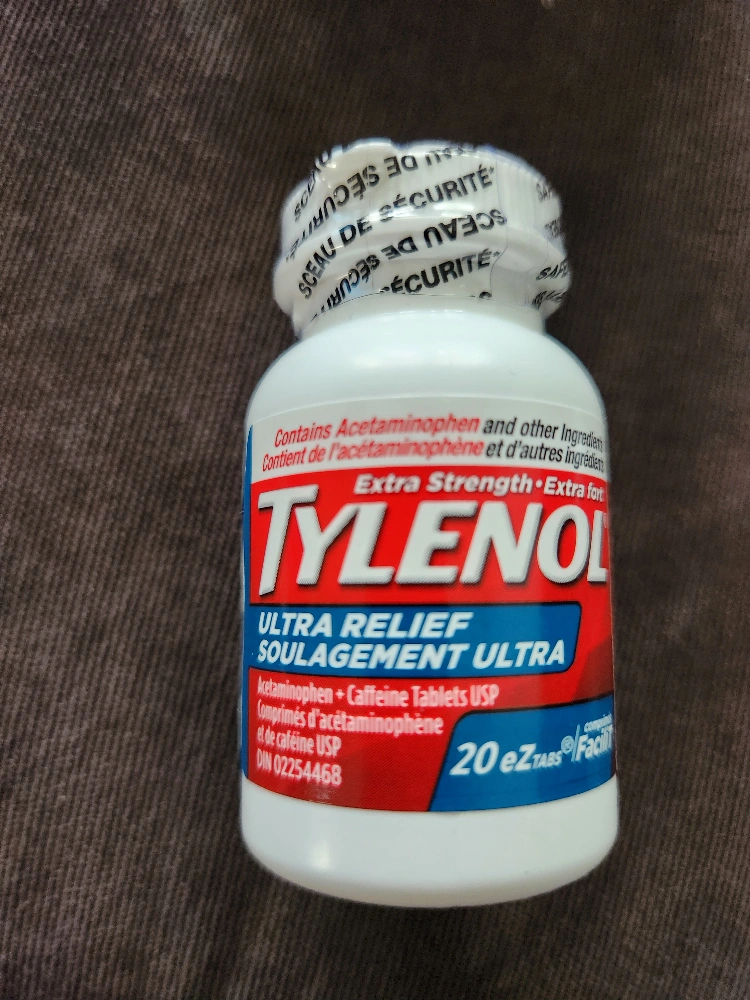 SCEAU DE SÉCURITÉ
SCEAU DE SÉCURITÉ
SCEAU
SÉCURITÉ
Contains Acetaminophen and other
Contient de l'acétaminophène et d'autres
Extra Strength • Extra fort
TYLENOL
ULTRA RELIEF
SOULAGEMENT ULTRA
Acetaminophen + Caffeine Tablets USP
Comprimés d'acétaminophène
et de caféine USP
DIN 02254468
20 eZTABS